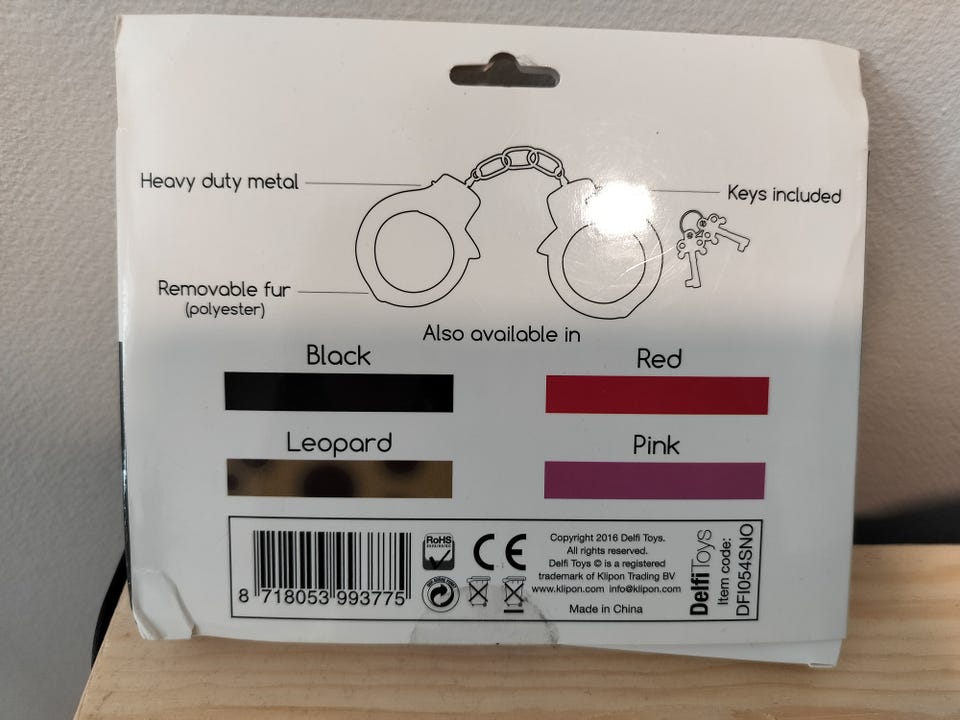 Heavy duty metal
Keys included
Removable fur
(polyester)
Also available in
Black
Red
Leopard
Pink
8 718053 993775
RoHS
CE
Copyright 2016 Delfi Toys.
All rights reserved.
Delfi Toys © is a registered
trademark of Klipon Trading BV
www.klipon.com info@klipon.com
Made in China
DelfiToys
Item code:
DFI054SNO